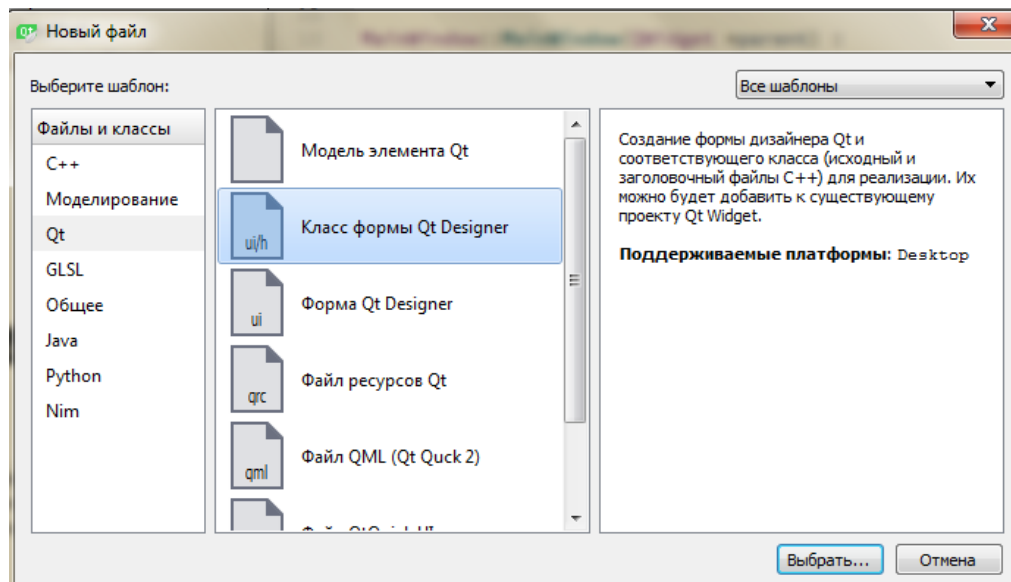 Qt Новый файл
Выберите шаблон:
Все шаблоны
Файлы и классы
C++
Моделирование
Qt
GLSL
Общее
Java
Python
Nim
Модель элемента Qt
ui/h Класс формы Qt Designer
ui Форма Qt Designer
qrc Файл ресурсов Qt
qml Файл QML (Qt Quck 2)
Создание формы дизайнера Qt и
соответствующего класса (исходный и
заголовочный файлы C++) для реализации. Их
можно будет добавить к существующему
проекту Qt Widget.
Поддерживаемые платформы: Desktop
Выбрать...
Отмена